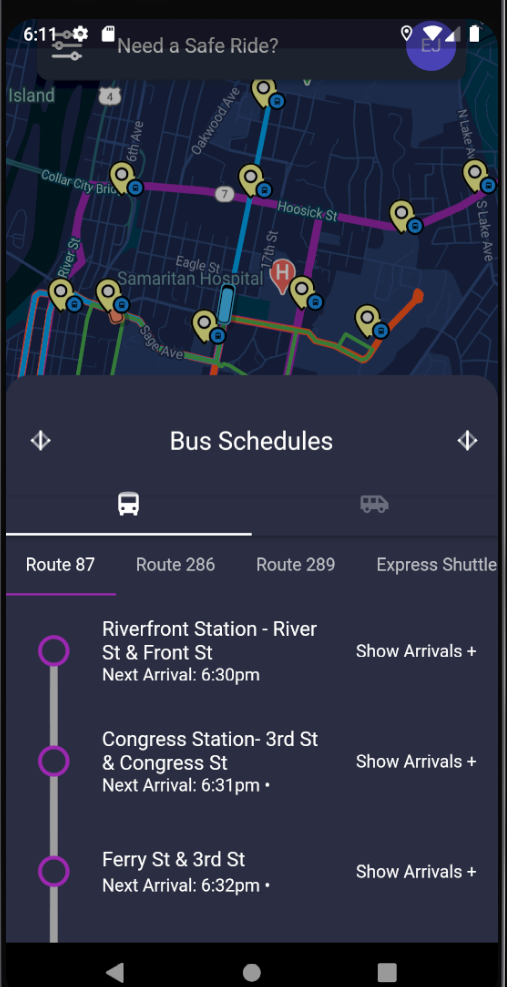 6:11
Need a Safe Ride?
EJ
Island
4
6th Ave
Oakwood Ave
N Lake Av
Collar City Bri
7
Hoosick St
S Lake Ave
River St
Eagle St
17th St
H
Samaritan Hospital
Sage Ave
Bus Schedules
Route 87
Route 286
Route 289
Express Shuttle
Riverfront Station - River
St & Front St
Show Arrivals +
Next Arrival: 6:30pm
Congress Station- 3rd St
& Congress St
Show Arrivals +
Next Arrival: 6:31pm •
Ferry St & 3rd St
Show Arrivals +
Next Arrival: 6:32pm •